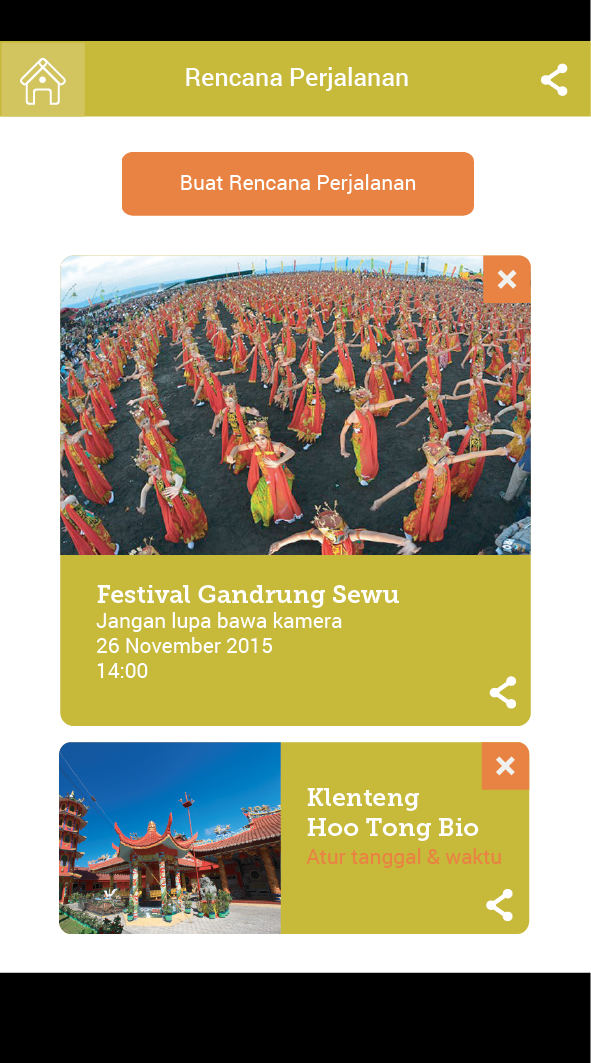 Rencana Perjalanan
Buat Rencana Perjalanan
Festival Gandrung Sewu
Jangan lupa bawa kamera
26 November 2015
14:00
Klenteng
Hoo Tong Bio
Atur tanggal & waktu